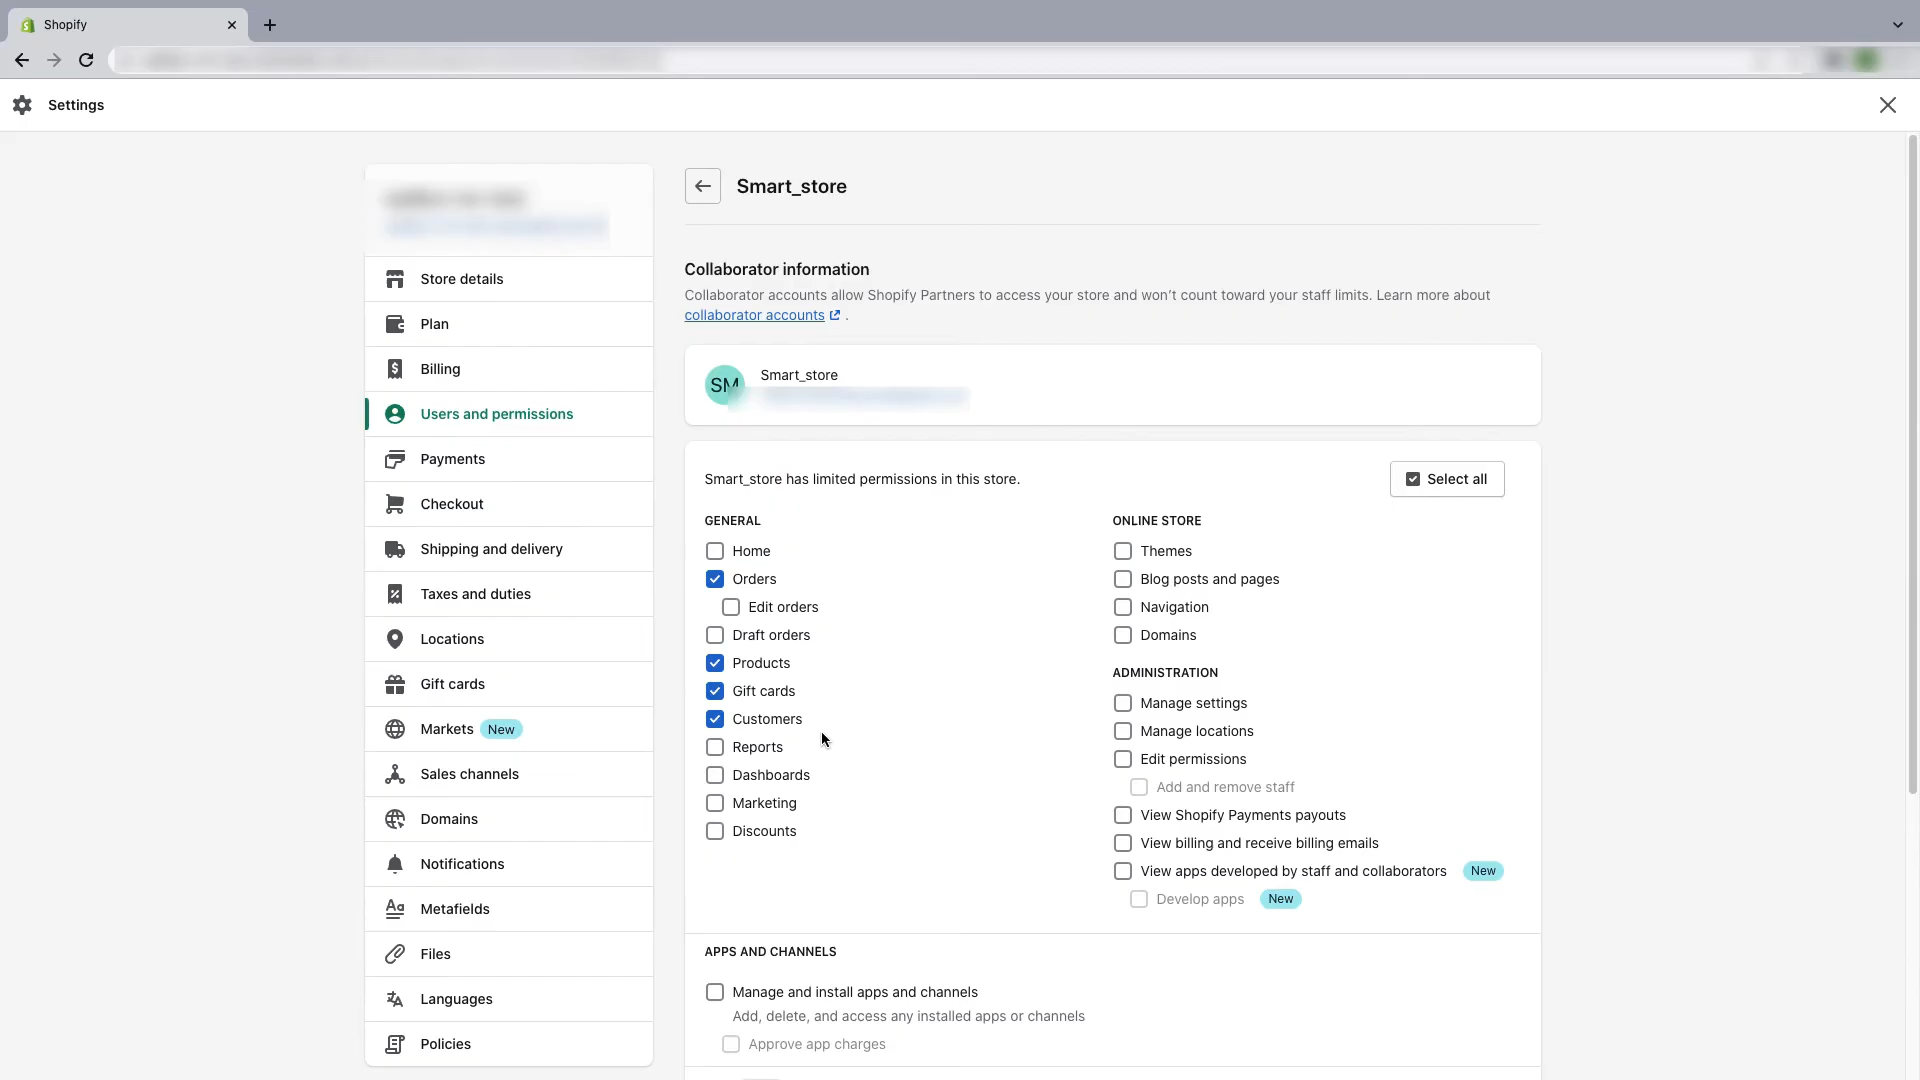 Shopify
Settings
Smart_store
Collaborator information
Collaborator accounts allow Shopify Partners to access your store and won’t count toward your staff limits. Learn more about
collaborator accounts .
SM
Smart_store
Store details
Plan
Billing
Users and permissions
Payments
Checkout
Shipping and delivery
Taxes and duties
Locations
Gift cards
Markets New
Sales channels
Domains
Notifications
Metafields
Files
Languages
Policies
Smart_store has limited permissions in this store.
Select all
GENERAL
Home
Orders
Edit orders
Draft orders
Products
Gift cards
Customers
Reports
Dashboards
Marketing
Discounts
ONLINE STORE
Themes
Blog posts and pages
Navigation
Domains
ADMINISTRATION
Manage settings
Manage locations
Edit permissions
Add and remove staff
View Shopify Payments payouts
View billing and receive billing emails
View apps developed by staff and collaborators New
Develop apps New
APPS AND CHANNELS
Manage and install apps and channels
Add, delete, and access any installed apps or channels
Approve app charges